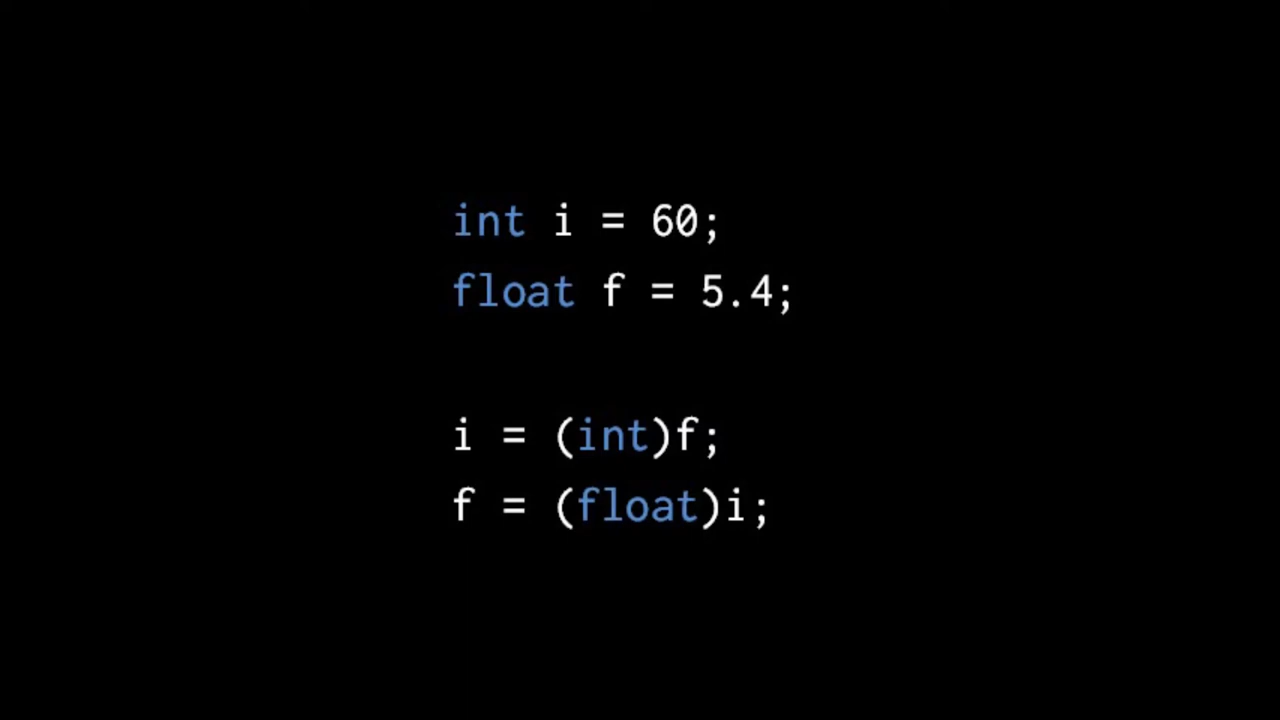 int i = 60;
float f = 5.4;
i = (int)f;
f = (float)i;